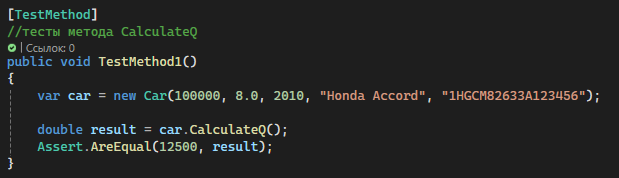 [TestMethod]
//тесты метода CalculateQ
| Ссылок: 0
public void TestMethod1()
{
var car = new Car(100000, 8.0, 2010, "Honda Accord", "1HGCM82633A123456");
double result = car.CalculateQ();
Assert.AreEqual(12500, result);
}